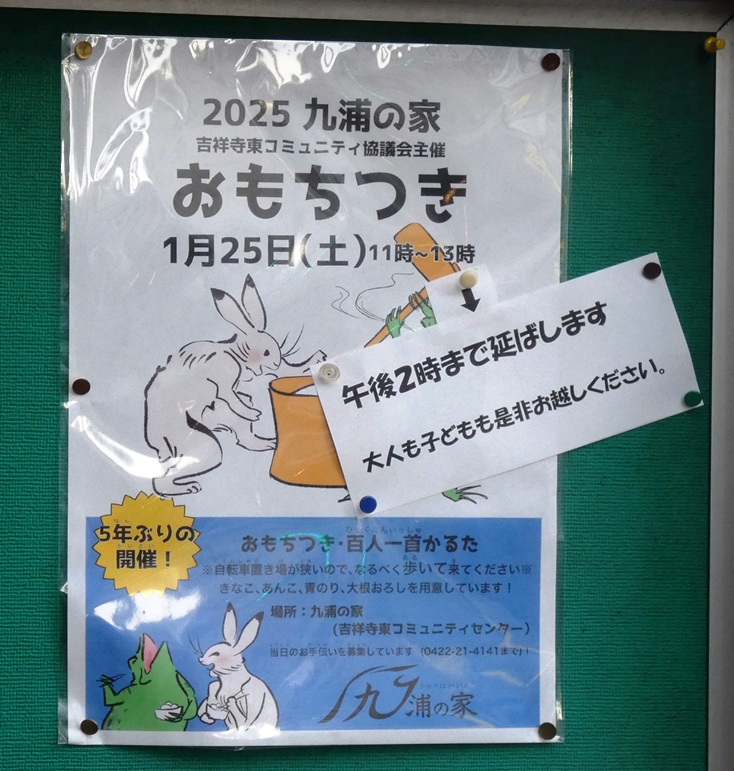 2025 九浦の家
吉祥寺東コミュニティ協議会主催
おもちつき
1月25日(土)11時~13時
午後2時まで延ばします
大人も子どもも是非お越しください。
5年ぶりの
開催!
おもちつき・百人一首かるた
※自転車置き場が狭いので、なるべく歩いて来てください※
きなこ、あんこ、青のり、大根おろしを用意しています!
場所:九浦の家
(吉祥寺東コミュニティセンター)
当日のお手伝いを募集しています (0422-21-4141まで)!
九浦の家